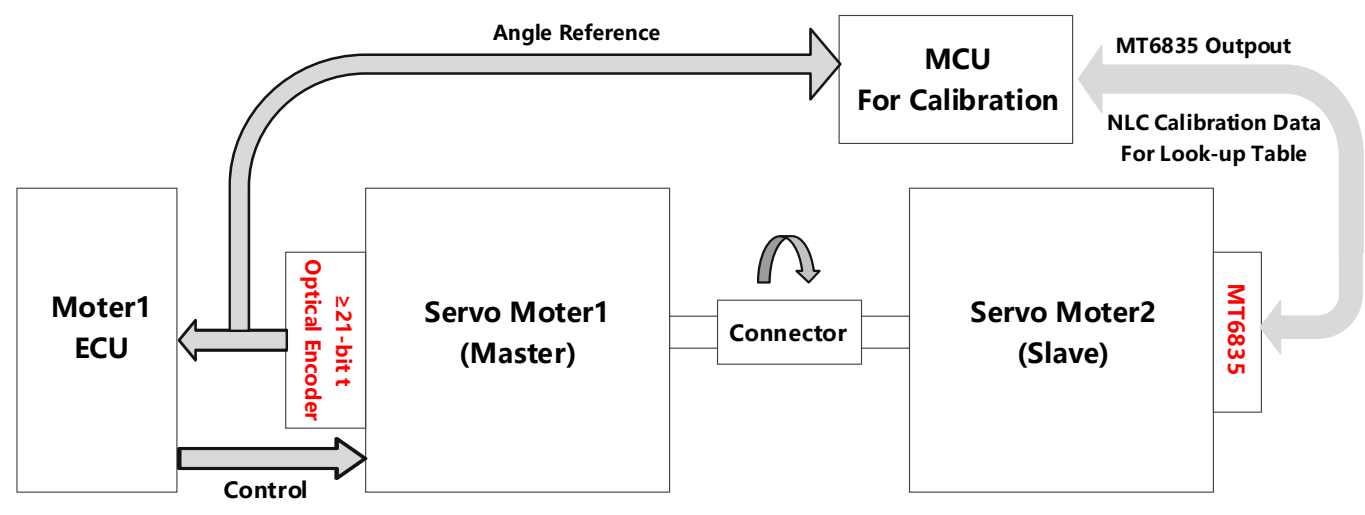 Angle Reference
MCU
For Calibration
MT6835 Outpout
NLC Calibration Data
For Look-up Table
Moter1
ECU
≥21-bit t
Optical Encoder
Servo Moter1
(Master)
Connector
Servo Moter2
(Slave)
MT6835
Control